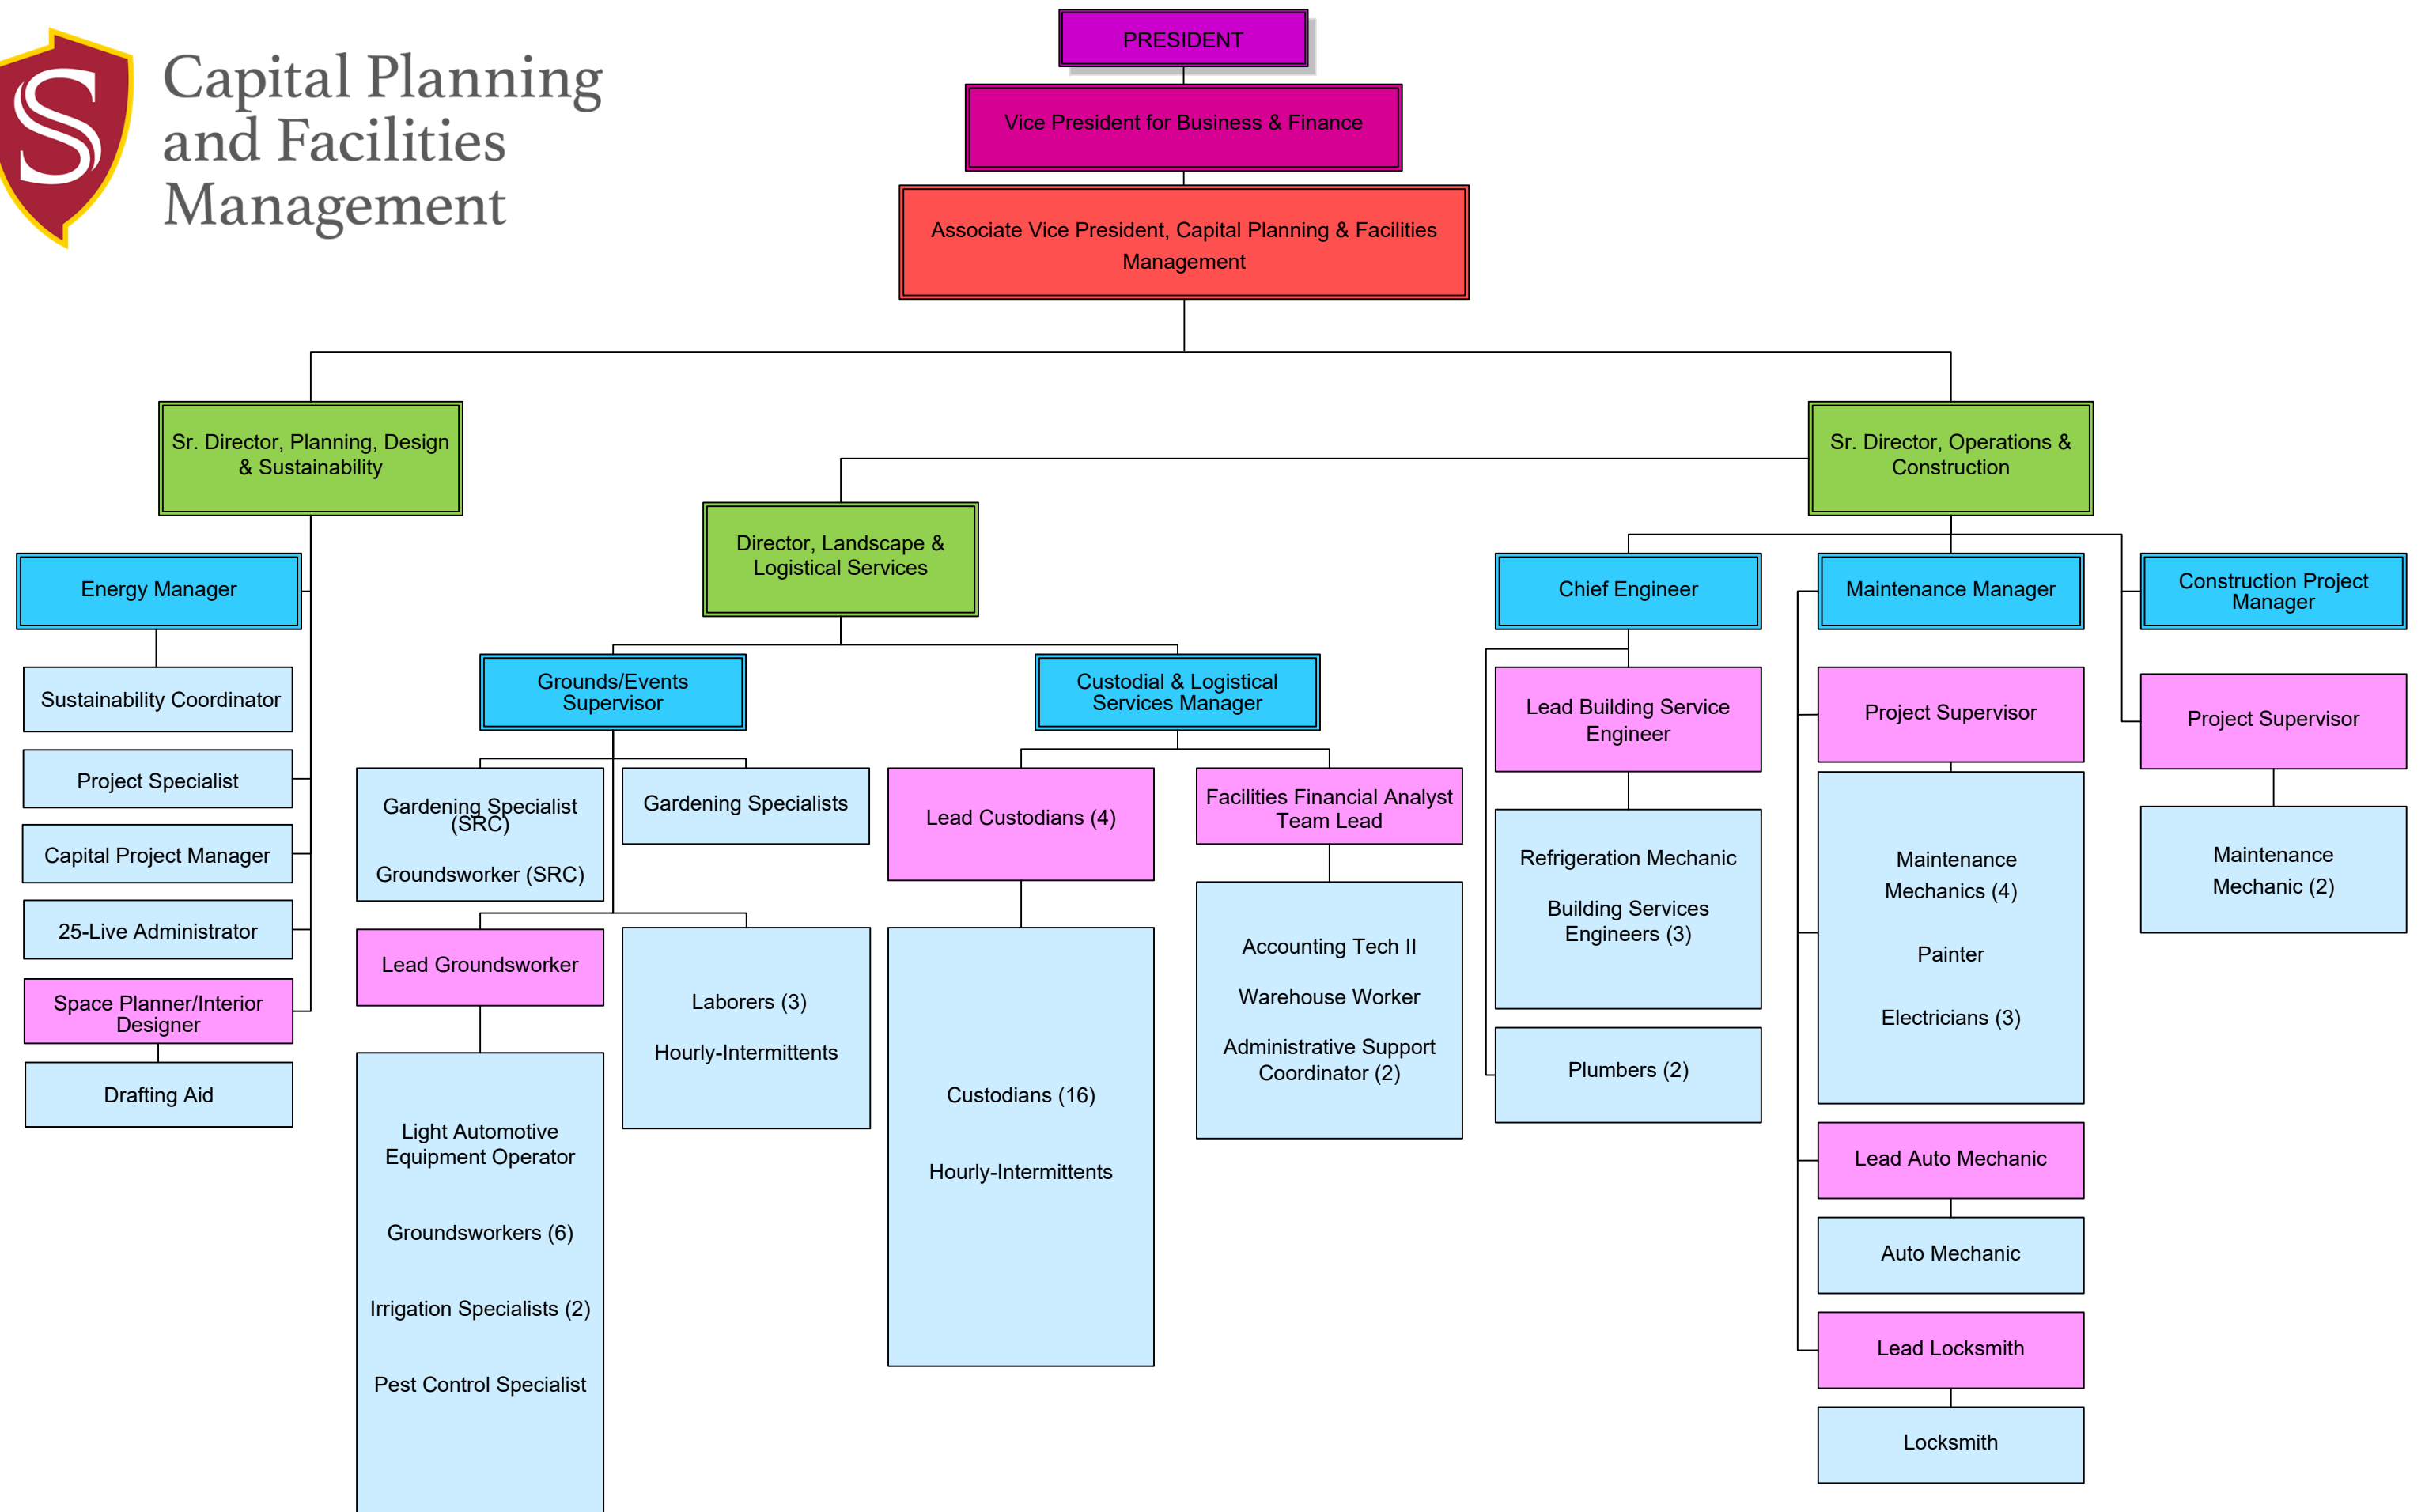 S
Capital Planning
and Facilities
Management
PRESIDENT
Vice President for Business & Finance
Associate Vice President, Capital Planning & Facilities
Management
Sr. Director, Planning, Design
& Sustainability
Sr. Director, Operations &
Construction
Director, Landscape &
Logistical Services
Energy Manager
Sustainability Coordinator
Project Specialist
Capital Project Manager
25-Live Administrator
Space Planner/Interior
Designer
Drafting Aid
Grounds/Events
Supervisor
Gardening Specialist
(SRC)
Groundsworker (SRC)
Gardening Specialists
Lead Groundsworker
Light Automotive
Equipment Operator
Groundsworkers (6)
Irrigation Specialists (2)
Pest Control Specialist
Laborers (3)
Hourly-Intermittents
Custodial & Logistical
Services Manager
Lead Custodians (4)
Custodians (16)
Hourly-Intermittents
Facilities Financial Analyst
Team Lead
Accounting Tech II
Warehouse Worker
Administrative Support
Coordinator (2)
Chief Engineer
Lead Building Service
Engineer
Refrigeration Mechanic
Building Services
Engineers (3)
Plumbers (2)
Maintenance Manager
Project Supervisor
Maintenance
Mechanics (4)
Painter
Electricians (3)
Lead Auto Mechanic
Auto Mechanic
Lead Locksmith
Locksmith
Construction Project
Manager
Project Supervisor
Maintenance
Mechanic (2)